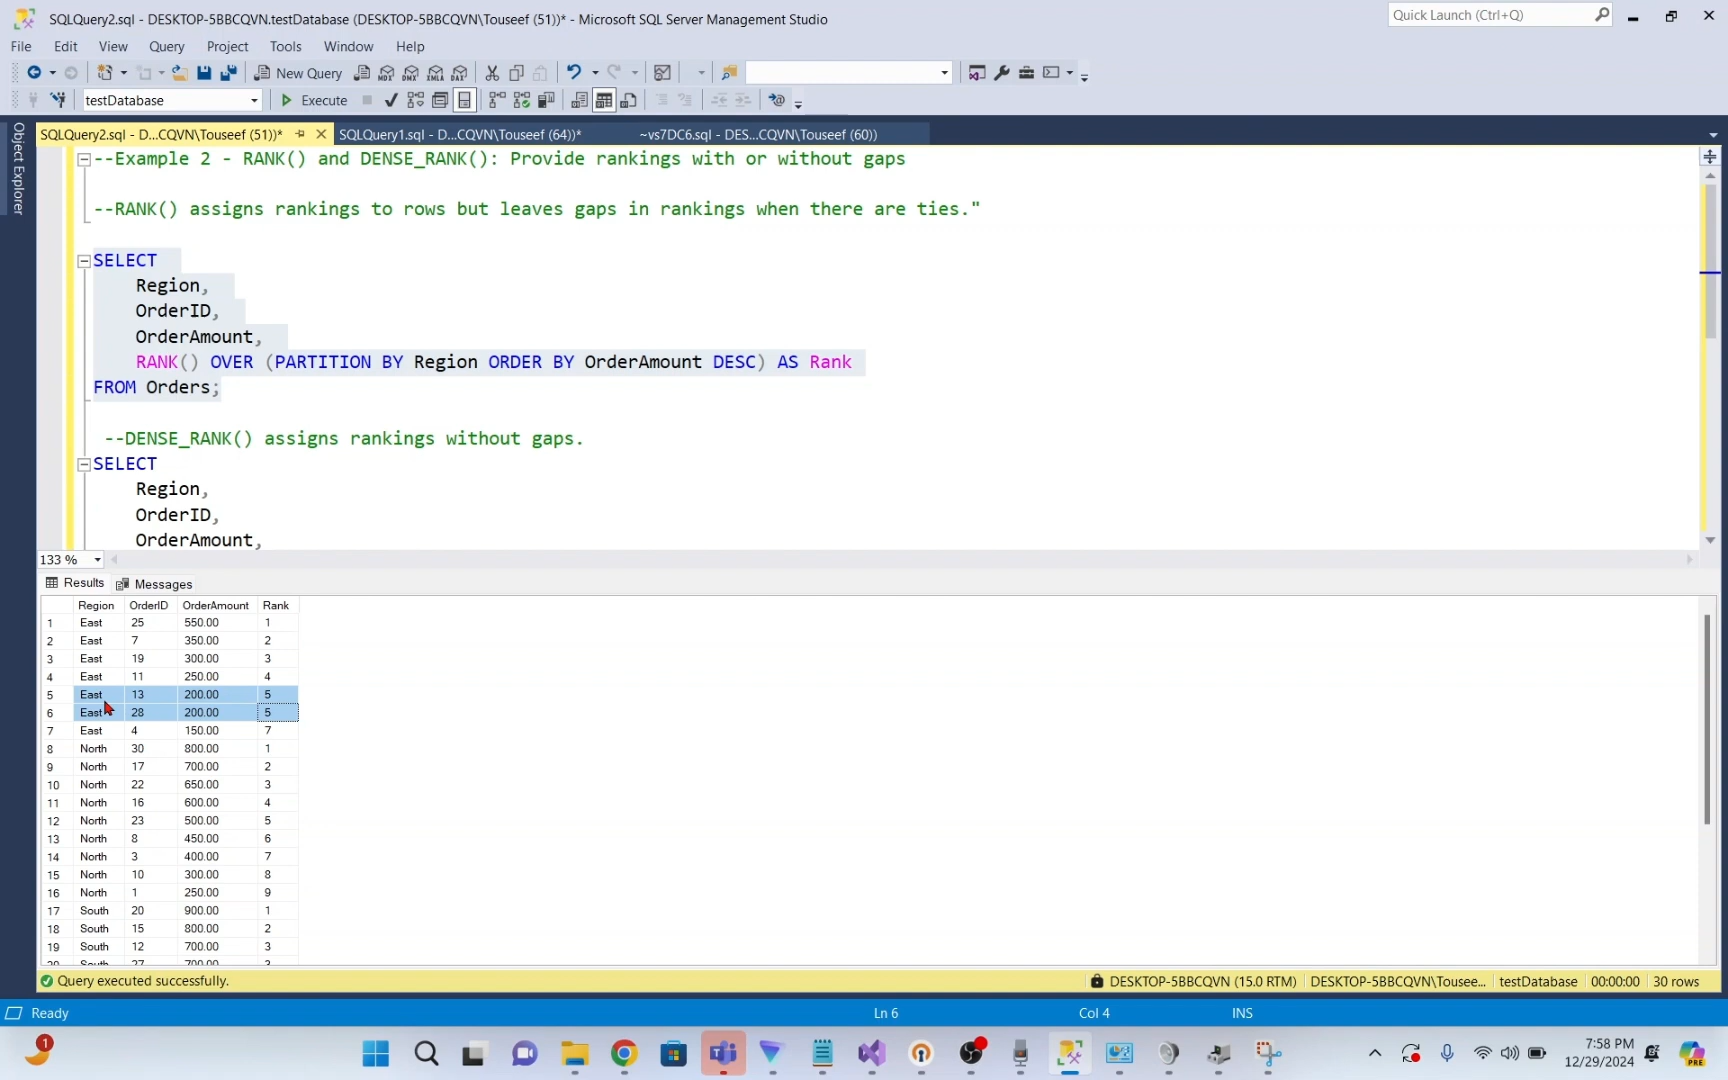 SQLQuery2.sql - DESKTOP-5BBCQVN.testDatabase (DESKTOP-5BBCQVN\Touseef (51))* - Microsoft SQL Server Management Studio
Quick Launch (Ctrl+Q)
File Edit View Query Project Tools Window Help
New Query
testDatabase Execute
SQLQuery2.sql - D...CQVN\Touseef (51))* SQLQuery1.sql - D...CQVN\Touseef (64))* ~vs7DC6.sql - DES...CQVN\Touseef (60))
Object Explorer
--Example 2 - RANK() and DENSE_RANK(): Provide rankings with or without gaps
--RANK() assigns rankings to rows but leaves gaps in rankings when there are ties."
SELECT
Region,
OrderID,
OrderAmount,
RANK() OVER (PARTITION BY Region ORDER BY OrderAmount DESC) AS Rank
FROM Orders;
--DENSE_RANK() assigns rankings without gaps.
SELECT
Region,
OrderID,
OrderAmount,
133 %
Results Messages
Region OrderID OrderAmount Rank
1 East 25 550.00 1
2 East 7 350.00 2
3 East 19 300.00 3
4 East 11 250.00 4
5 East 13 200.00 5
6 East 28 200.00 5
7 East 4 150.00 7
8 North 30 800.00 1
9 North 17 700.00 2
10 North 22 650.00 3
11 North 16 600.00 4
12 North 23 500.00 5
13 North 8 450.00 6
14 North 3 400.00 7
15 North 10 300.00 8
16 North 1 250.00 9
17 South 20 900.00 1
18 South 15 800.00 2
19 South 12 700.00 3
20 South 27 700.00 3
Query executed successfully. DESKTOP-5BBCQVN (15.0 RTM) DESKTOP-5BBCQVN\Tousee... testDatabase 00:00:00 30 rows
Ready Ln 6 Col 4 INS
1
7:58 PM
12/29/2024
PRE